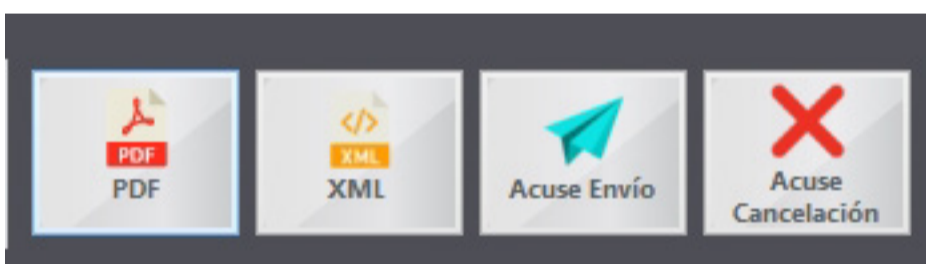 PDF
PDF
</>
XML
XML
Acuse Envío
Acuse
Cancelación